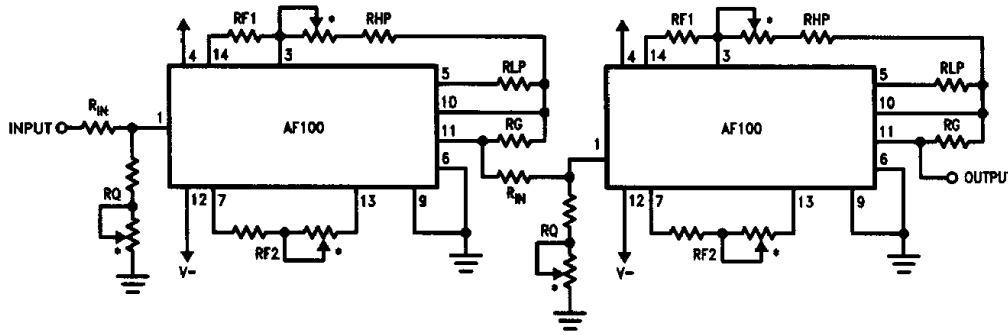 RF1 * RHP RF1 * RHP
4 14 3 4 14 3
5 RLP 5 RLP
10 10
INPUT R_IN 1 AF100 11 RG 1 AF100 11 RG
6 6
RQ R_IN OUTPUT
12 7 13 9 12 7 13 9
* RF2 * RQ RF2 *
V- * V-